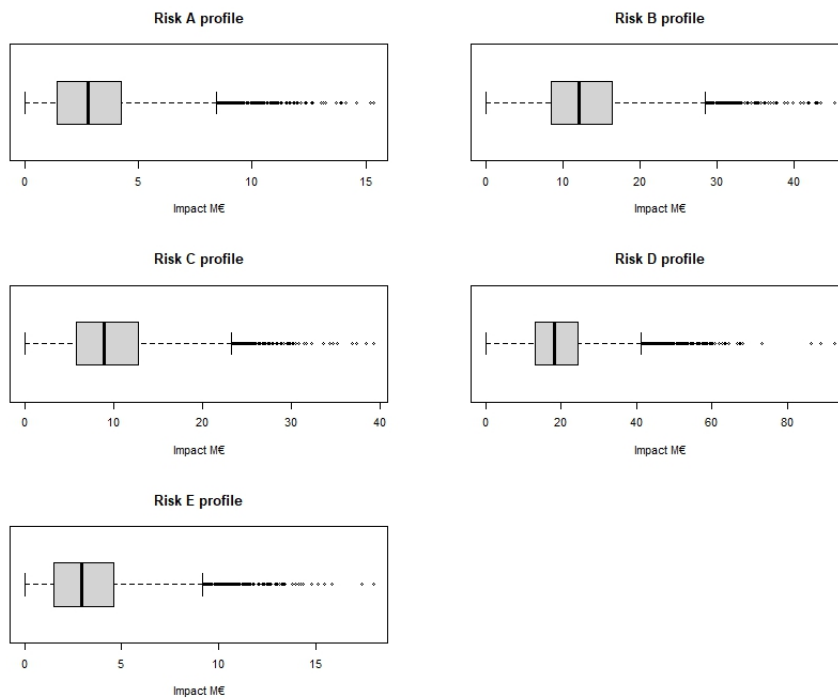 Risk A profile
0 5 10 15
Impact M€
Risk B profile
0 10 20 30 40
Impact M€
Risk C profile
0 10 20 30 40
Impact M€
Risk D profile
0 20 40 60 80
Impact M€
Risk E profile
0 5 10 15
Impact M€